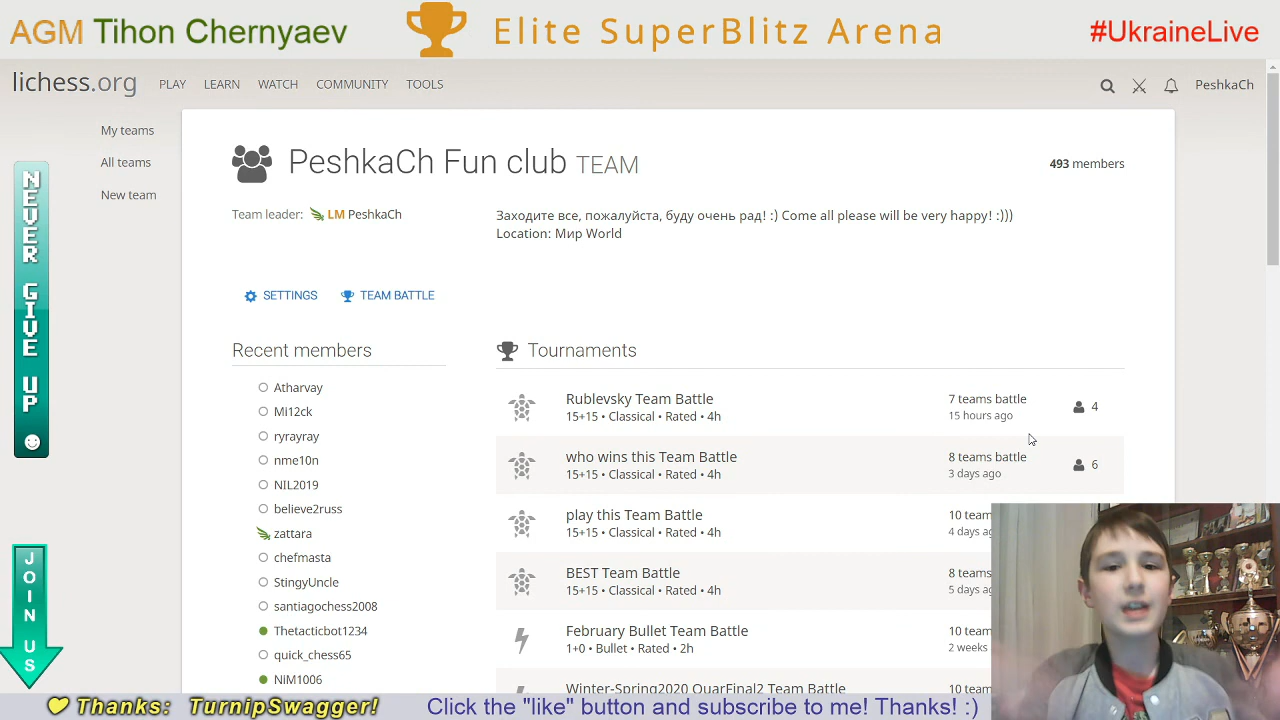 AGM Tihon Chernyaev
Elite SuperBlitz Arena
#UkraineLive
lichess.org
PLAY LEARN WATCH COMMUNITY TOOLS
PeshkaCh
My teams
All teams
New team
NEVER GIVE UP
JOIN US
PeshkaCh Fun club TEAM
493 members
Team leader: LM PeshkaCh
Заходите все, пожалуйста, буду очень рад! :) Come all please will be very happy! :)))
Location: Мир World
SETTINGS
TEAM BATTLE
Recent members
Atharvay
Mi12ck
ryrayray
nme10n
NIL2019
believe2russ
zattara
chefmasta
StingyUncle
santiagochess2008
Thetacticbot1234
quick_chess65
NiM1006
Tournaments
Rublevsky Team Battle
15+15 • Classical • Rated • 4h
7 teams battle
15 hours ago
4
who wins this Team Battle
15+15 • Classical • Rated • 4h
8 teams battle
3 days ago
6
play this Team Battle
15+15 • Classical • Rated • 4h
10 team
4 days
BEST Team Battle
15+15 • Classical • Rated • 4h
8 teams
5 days
February Bullet Team Battle
1+0 • Bullet • Rated • 2h
10 team
2 weeks
Winter-Spring2020 QuarFinal2 Team Battle
10 team
Thanks: TurnipSwagger!
Click the "like" button and subscribe to me! Thanks! :)